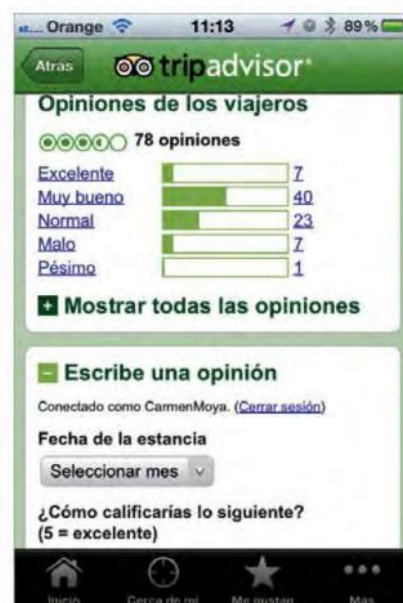 ... Orange 11:13 89 %
Atras tripadvisor®
Opiniones de los viajeros
78 opiniones
Excelente 7
Muy bueno 40
Normal 23
Malo 7
Pésimo 1
+ Mostrar todas las opiniones
− Escribe una opinión
Conectado como CarmenMoya. (Cerrar sesión)
Fecha de la estancia
Seleccionar mes
¿Cómo calificarías lo siguiente?
(5 = excelente)
Inicio Cerca de mi Me gustan Más